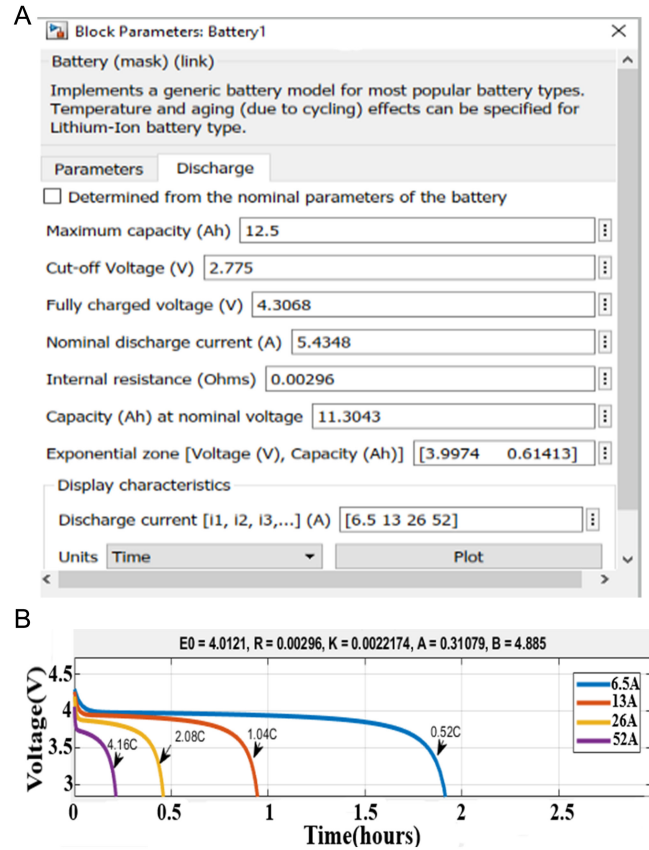 A
Block Parameters: Battery1
Battery (mask) (link)
Implements a generic battery model for most popular battery types.
Temperature and aging (due to cycling) effects can be specified for
Lithium-Ion battery type.
Parameters Discharge
Determined from the nominal parameters of the battery
Maximum capacity (Ah) 12.5
Cut-off Voltage (V) 2.775
Fully charged voltage (V) 4.3068
Nominal discharge current (A) 5.4348
Internal resistance (Ohms) 0.00296
Capacity (Ah) at nominal voltage 11.3043
Exponential zone [Voltage (V), Capacity (Ah)] [3.9974 0.61413]
Display characteristics
Discharge current [i1, i2, i3,...] (A) [6.5 13 26 52]
Units Time Plot
B
E0 = 4.0121, R = 0.00296, K = 0.0022174, A = 0.31079, B = 4.885
Voltage(V)
4.5
4
3.5
3
6.5A
13A
26A
52A
4.16C
2.08C
1.04C
0.52C
0 0.5 1 1.5 2 2.5
Time(hours)